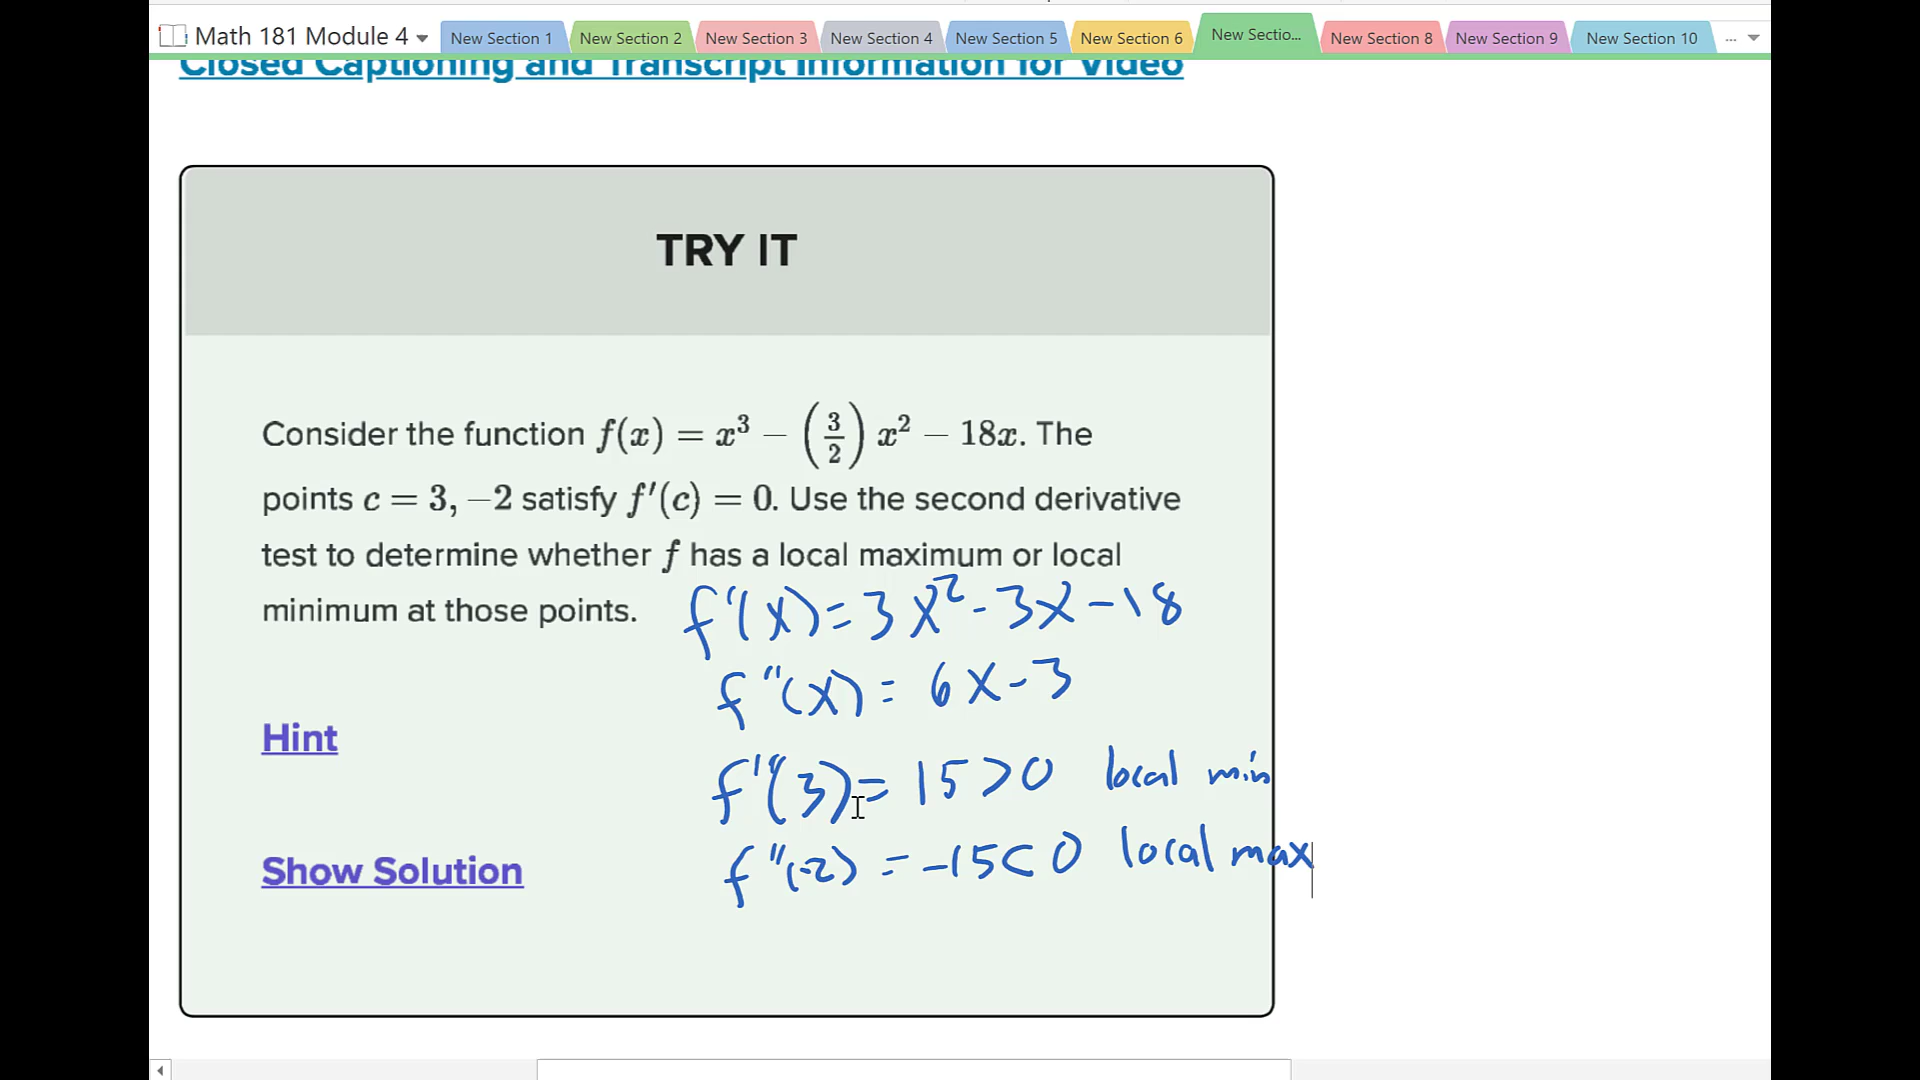 Math 181 Module 4
New Section 1 New Section 2 New Section 3 New Section 4 New Section 5 New Section 6 New Sectio... New Section 8 New Section 9 New Section 10 ...
Closed Captioning and Transcript Information for Video
TRY IT
Consider the function f(x) = x³ − (3/2) x² − 18x. The
points c = 3, −2 satisfy f′(c) = 0. Use the second derivative
test to determine whether f has a local maximum or local
minimum at those points.
f'(x) = 3x² - 3x - 18
f"(x) = 6x - 3
Hint
f"(3) = 15 > 0 local min
f"(-2) = -15 < 0 local max
Show Solution